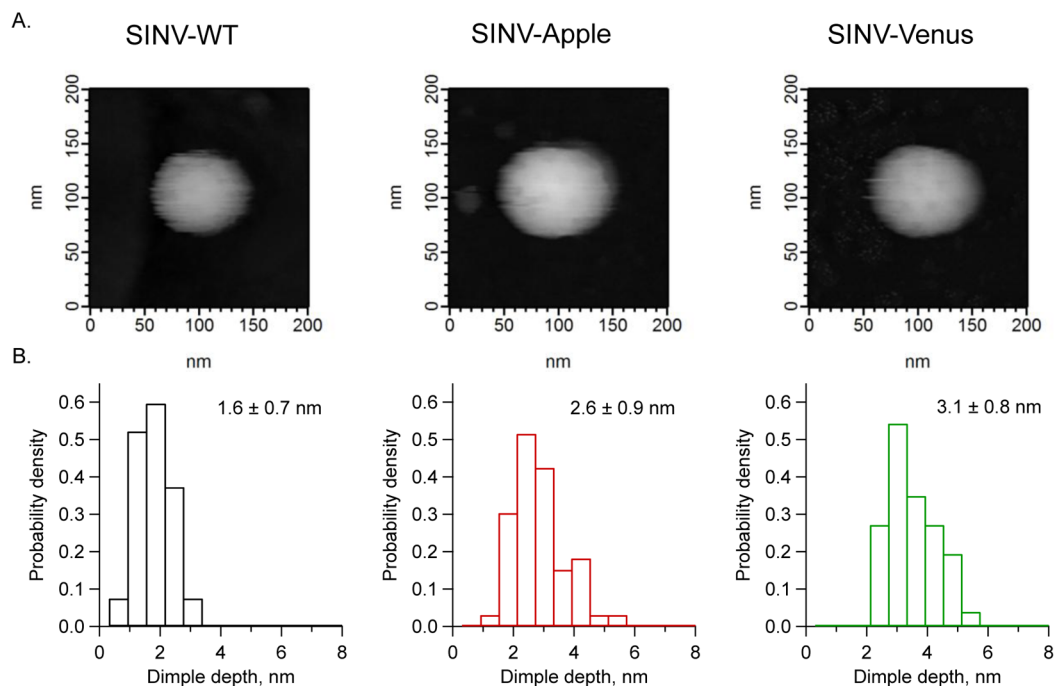 A.
SINV-WT
SINV-Apple
SINV-Venus
200
150
100
50
0
nm
0 50 100 150 200
nm
200
150
100
50
0
nm
0 50 100 150 200
nm
200
150
100
50
0
nm
0 50 100 150 200
nm
B.
0.6
0.5
0.4
0.3
0.2
0.1
0.0
Probability density
1.6 ± 0.7 nm
0 2 4 6 8
Dimple depth, nm
0.6
0.5
0.4
0.3
0.2
0.1
0.0
Probability density
2.6 ± 0.9 nm
0 2 4 6 8
Dimple depth, nm
0.6
0.5
0.4
0.3
0.2
0.1
0.0
Probability density
3.1 ± 0.8 nm
0 2 4 6 8
Dimple depth, nm